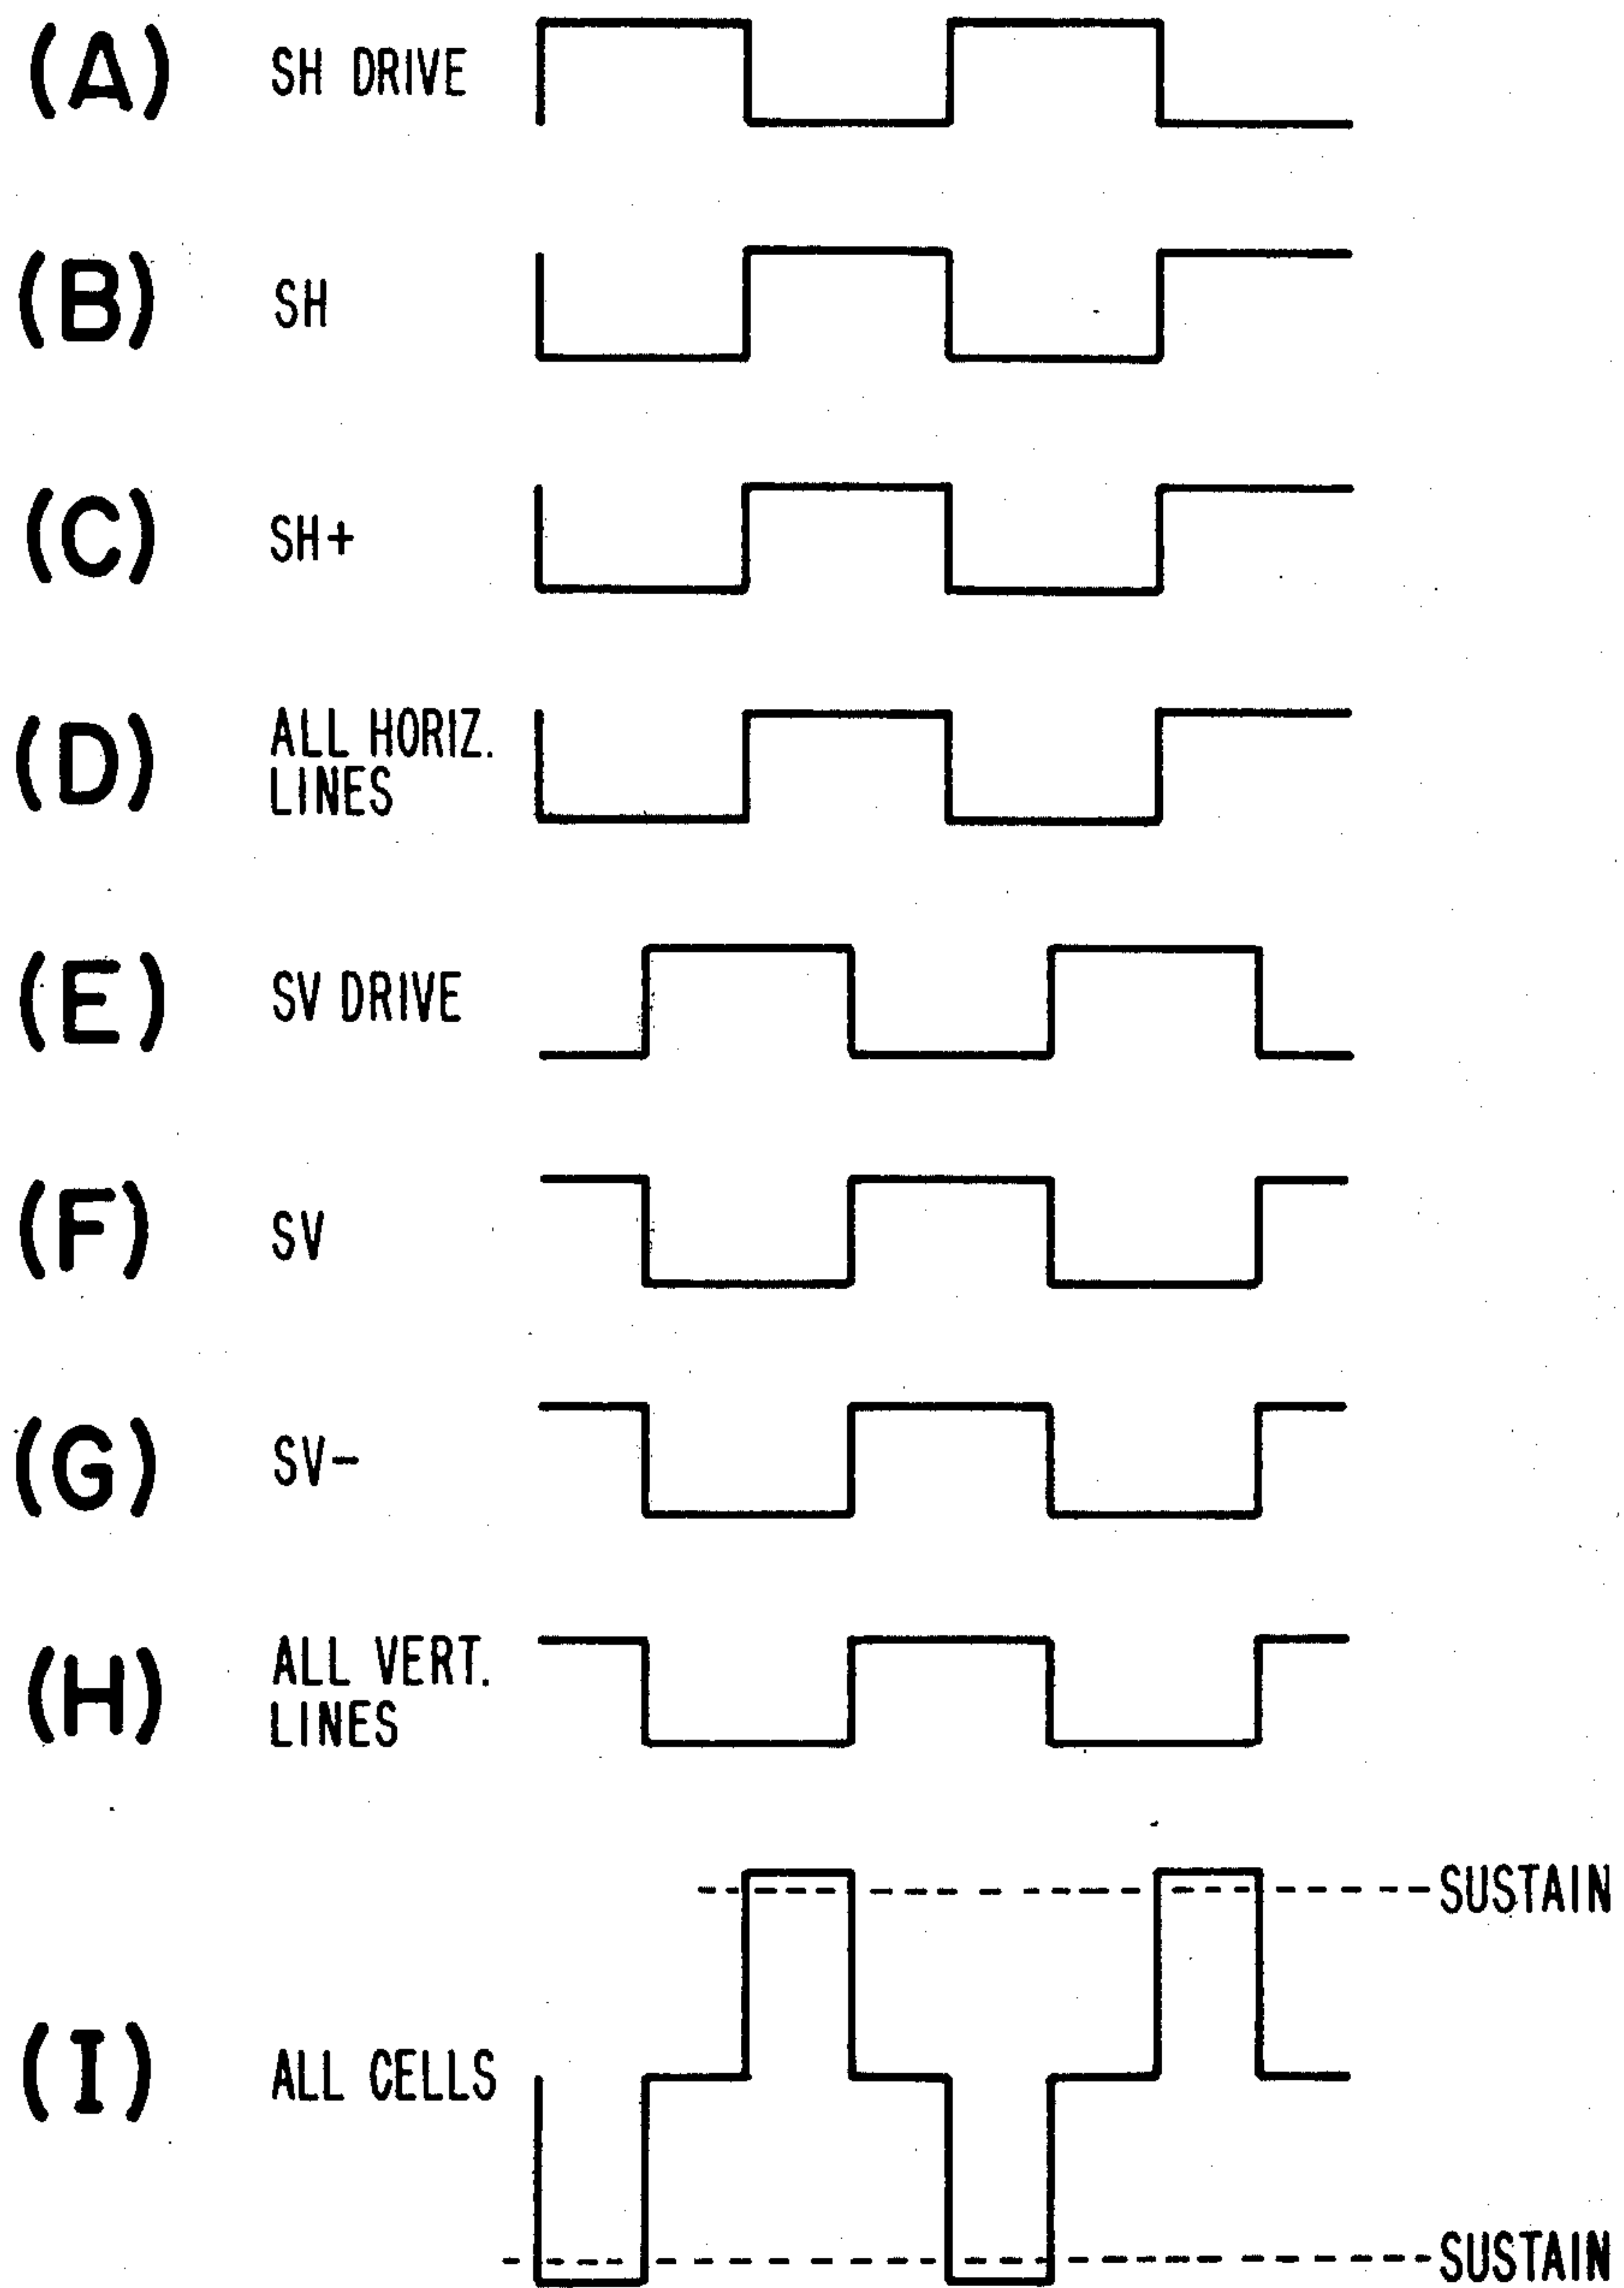 (A) SH DRIVE
(B) SH
(C) SH+
(D) ALL HORIZ.
LINES
(E) SV DRIVE
(F) SV
(G) SV-
(H) ALL VERT.
LINES
SUSTAIN
(I) ALL CELLS
SUSTAIN